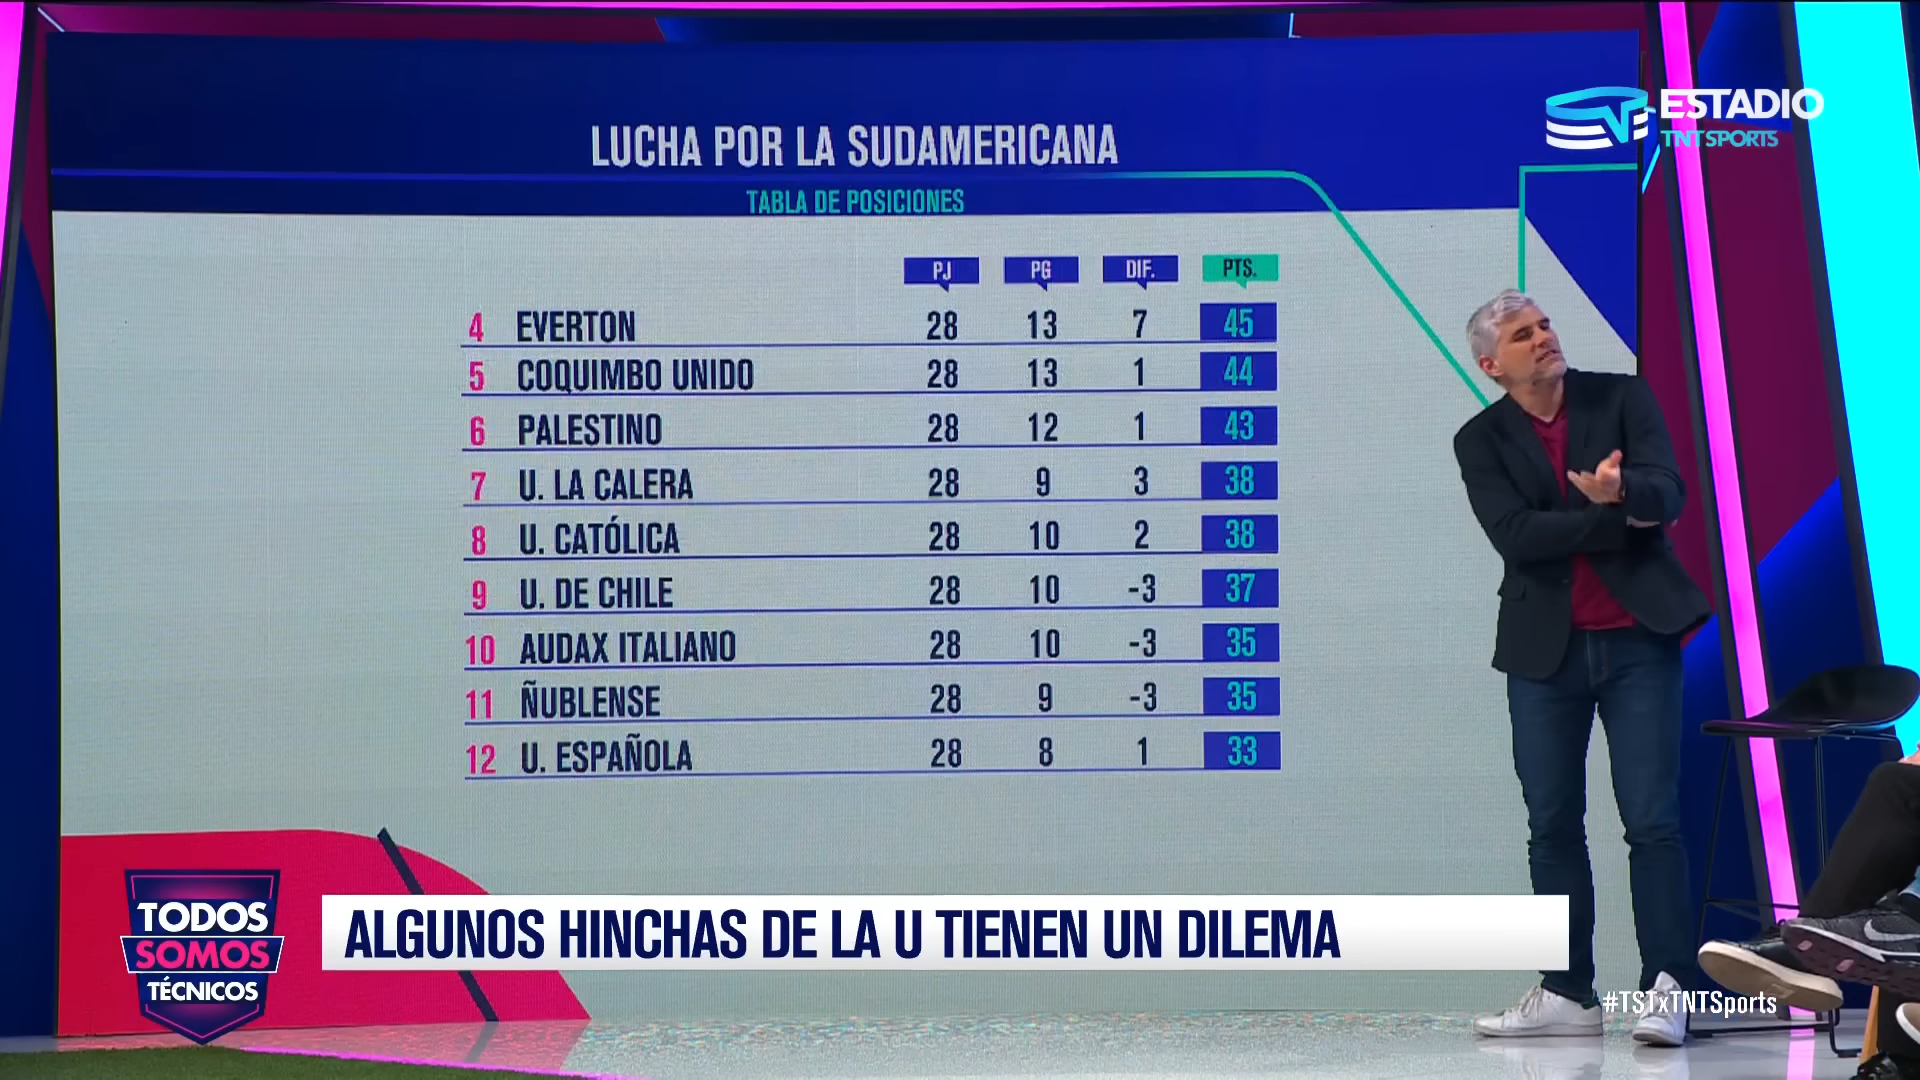 ESTADIO
TNT SPORTS
LUCHA POR LA SUDAMERICANA
TABLA DE POSICIONES
PJ PG DIF. PTS.
4 EVERTON 28 13 7 45
5 COQUIMBO UNIDO 28 13 1 44
6 PALESTINO 28 12 1 43
7 U. LA CALERA 28 9 3 38
8 U. CATÓLICA 28 10 2 38
9 U. DE CHILE 28 10 -3 37
10 AUDAX ITALIANO 28 10 -3 35
11 ÑUBLENSE 28 9 -3 35
12 U. ESPAÑOLA 28 8 1 33
TODOS
SOMOS
TÉCNICOS
ALGUNOS HINCHAS DE LA U TIENEN UN DILEMA
#TSTxTNTSports